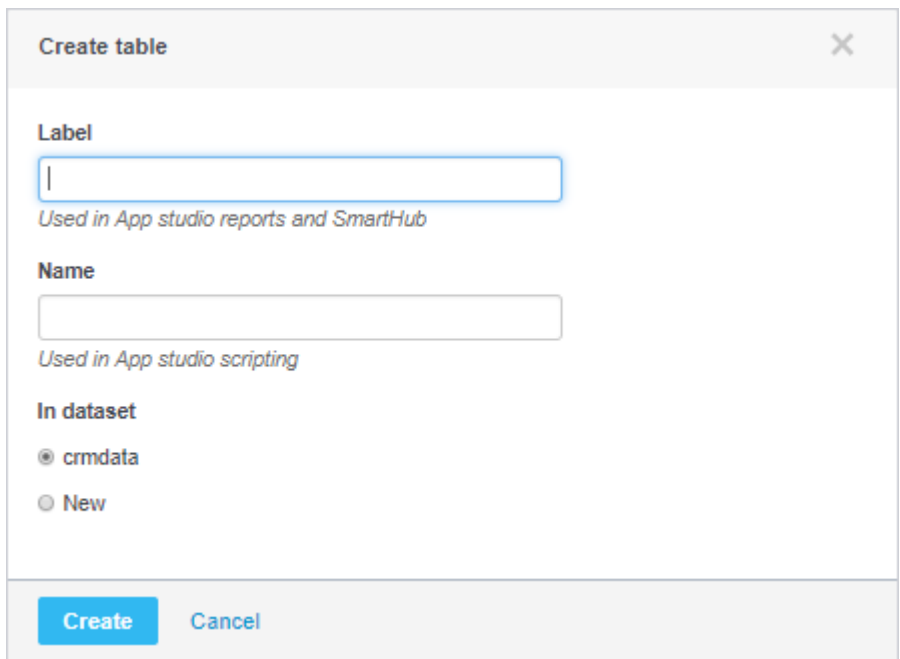 Create table
Label
Used in App studio reports and SmartHub
Name
Used in App studio scripting
In dataset
crmdata
New
Create Cancel